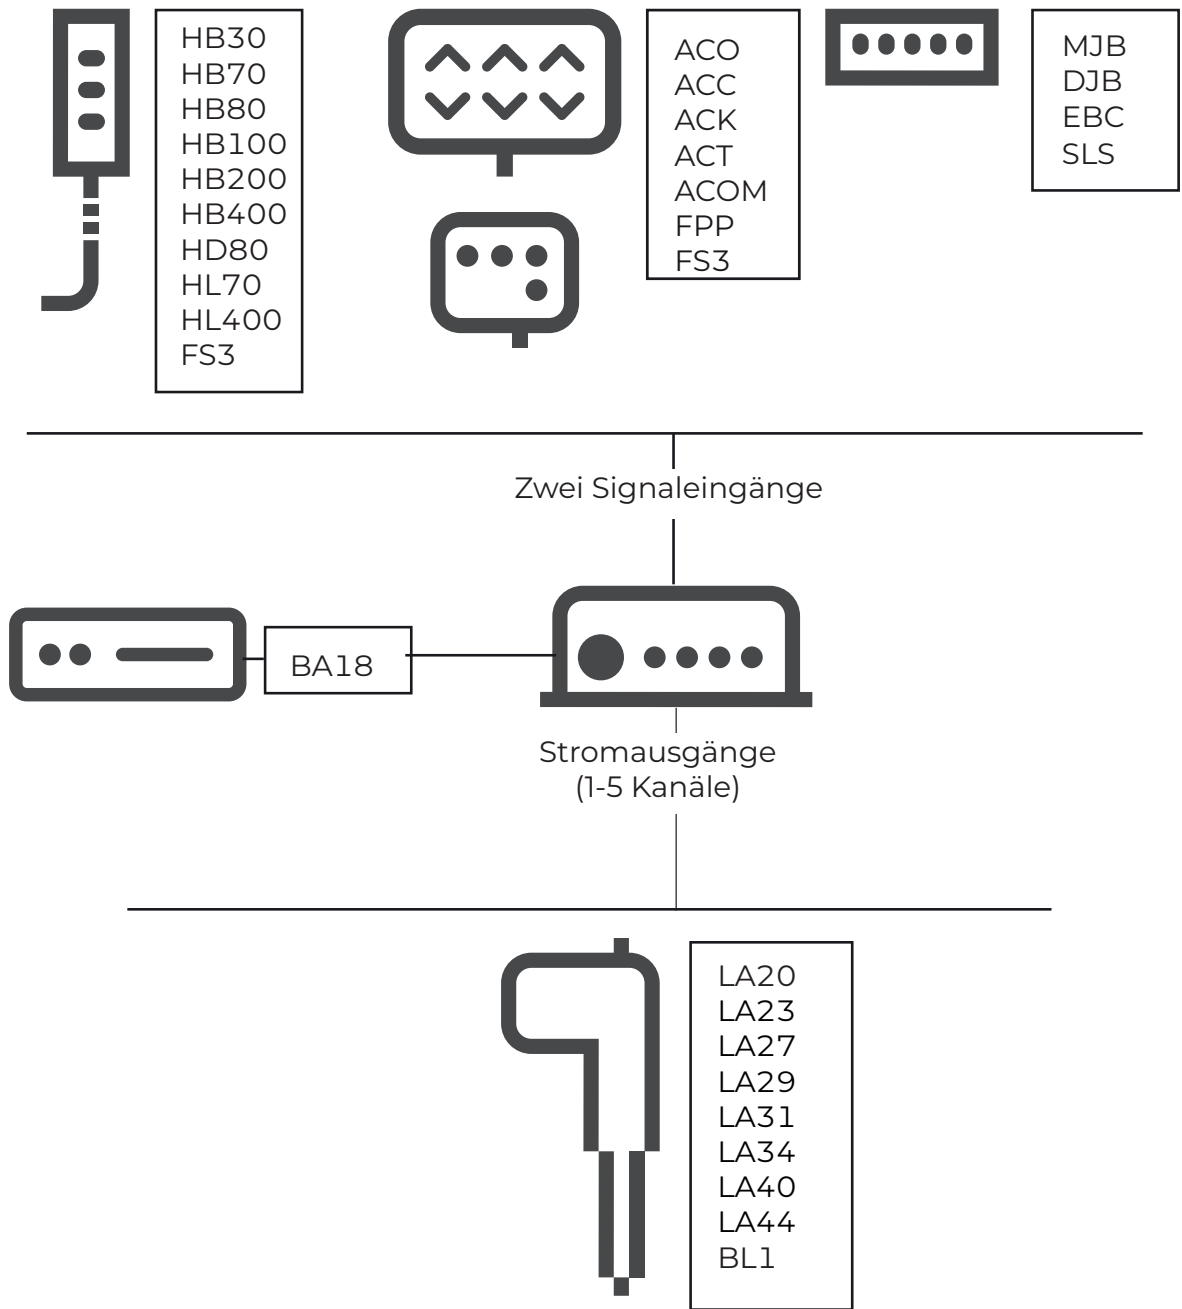 HB30
HB70
HB80
HB100
HB200
HB400
HD80
HL70
HL400
FS3
ACO
ACC
ACK
ACT
ACOM
FPP
FS3
MJB
DJB
EBC
SLS
Zwei Signaleingänge
BA18
Stromausgänge
(1-5 Kanäle)
LA20
LA23
LA27
LA29
LA31
LA34
LA40
LA44
BL1